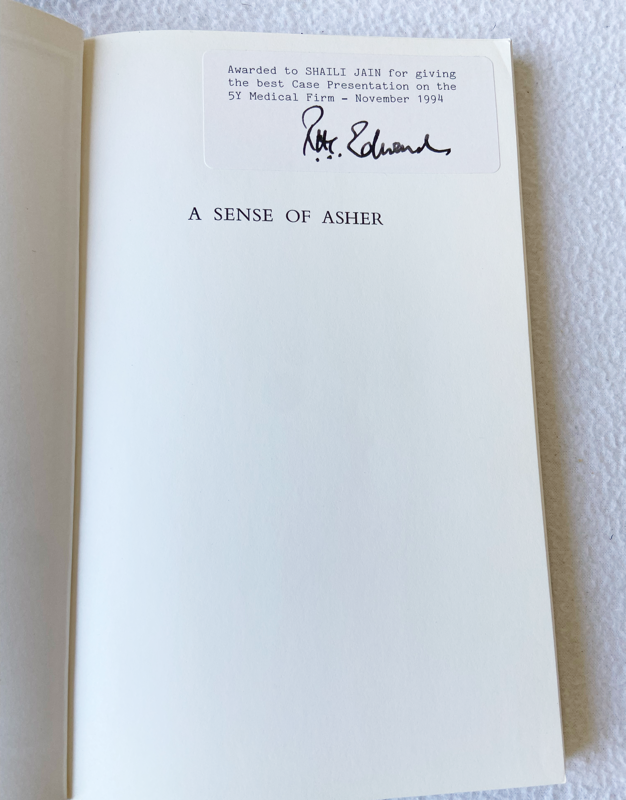 Awarded to SHAILI JAIN for giving
the best Case Presentation on the
5Y Medical Firm - November 1994
Edwards
A SENSE OF ASHER